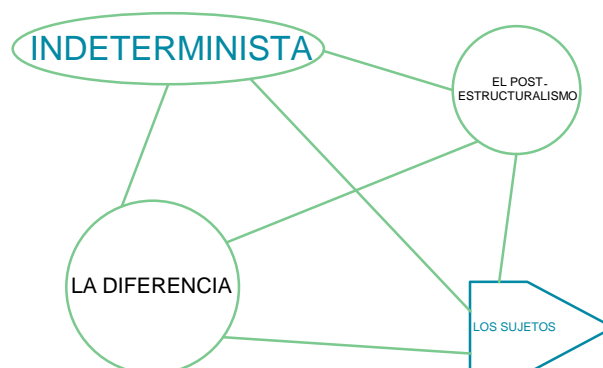 INDETERMINISTA
EL POST-
ESTRUCTURALISMO
LA DIFERENCIA
LOS SUJETOS